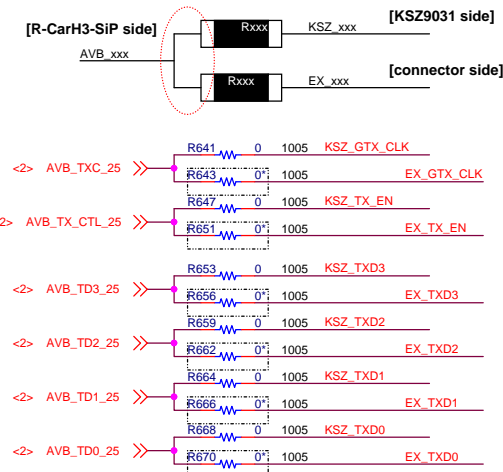 [KSZ9031 side]
[R-CarH3-SiP side] Rxxx KSZ_xxx
AVB_xxx
[connector side]
Rxxx EX_xxx
R641 0 1005 KSZ_GTX_CLK
<2> AVB_TXC_25
R643 0* 1005 EX_GTX_CLK
R647 0 1005 KSZ_TX_EN
2> AVB_TX_CTL_25
R651 0* 1005 EX_TX_EN
R653 0 1005 KSZ_TXD3
<2> AVB_TD3_25
R656 0* 1005 EX_TXD3
R659 0 1005 KSZ_TXD2
<2> AVB_TD2_25
R662 0* 1005 EX_TXD2
R664 0 1005 KSZ_TXD1
<2> AVB_TD1_25
R666 0* 1005 EX_TXD1
R668 0 1005 KSZ_TXD0
<2> AVB_TD0_25
R670 0* 1005 EX_TXD0